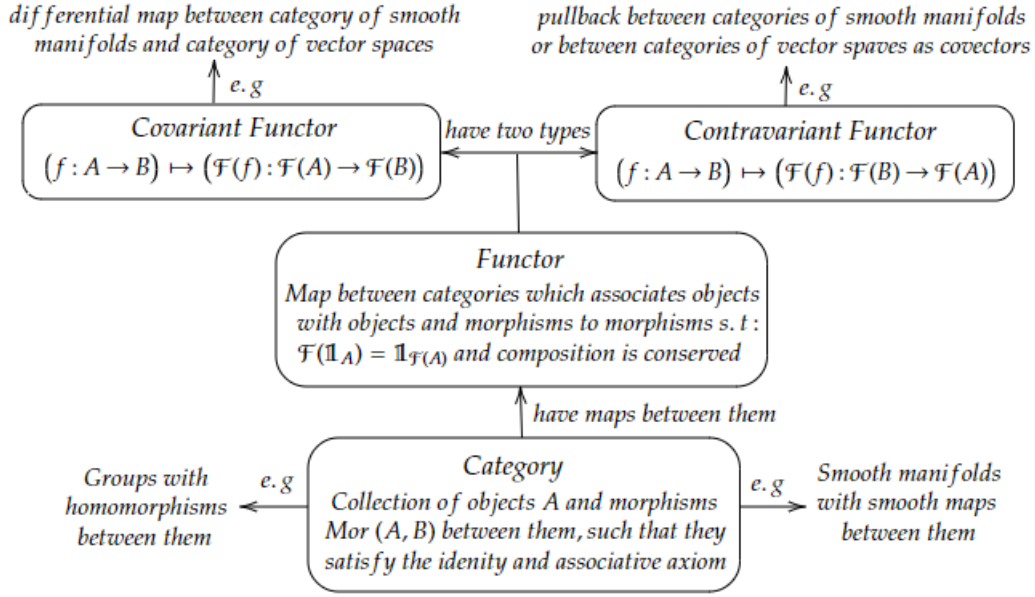 differential map between category of smooth
manifolds and category of vector spaces
pullback between categories of smooth manifolds
or between categories of vector spaves as covectors
e.g
e.g
Covariant Functor
(f : A → B) ↦ (ℱ(f) : ℱ(A) → ℱ(B))
have two types
Contravariant Functor
(f : A → B) ↦ (ℱ(f) : ℱ(B) → ℱ(A))
Functor
Map between categories which associates objects
with objects and morphisms to morphisms s.t :
ℱ(𝟙_A) = 𝟙_ℱ(A) and composition is conserved
have maps between them
Category
Collection of objects A and morphisms
Mor (A, B) between them, such that they
satisfy the idenity and associative axiom
e.g
Groups with
homomorphisms
between them
e.g
Smooth manifolds
with smooth maps
between them